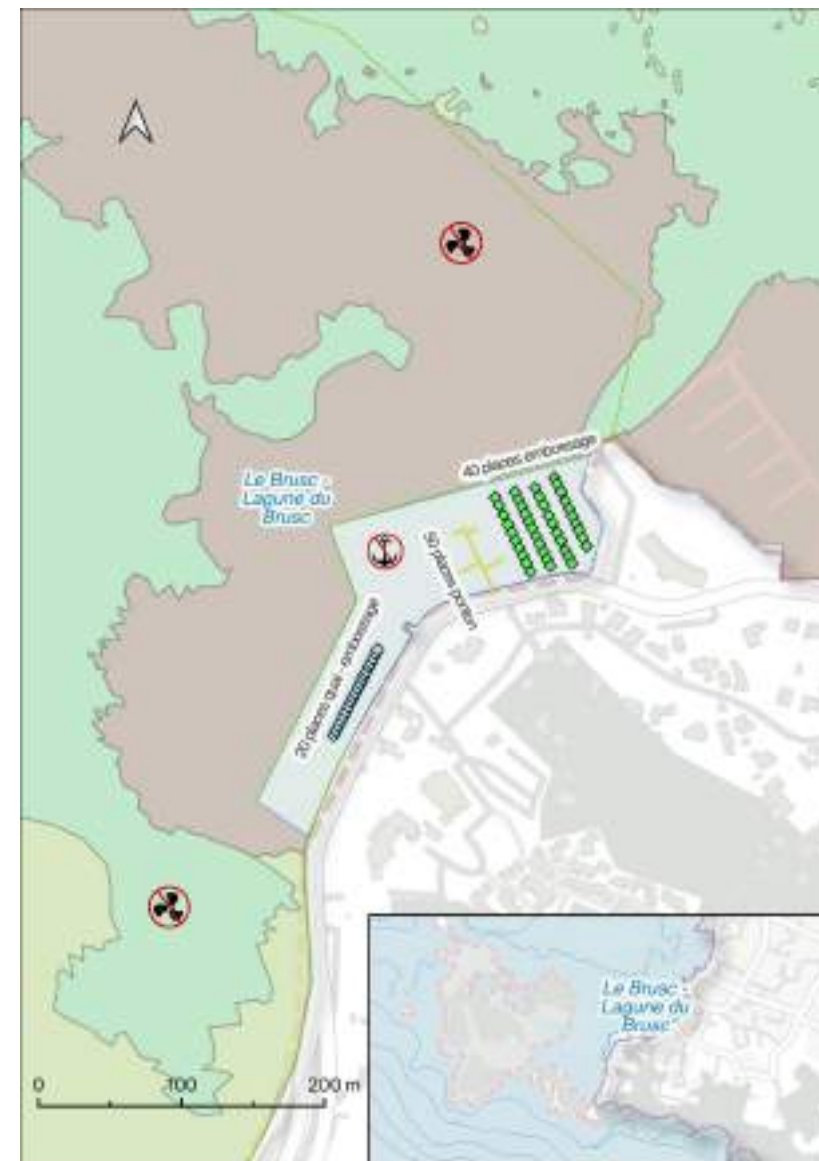 40 places embossage
Le Brusc -
Lagune du
Brusc
50 places ponton
20 places quai - embossage
Le Brusc -
Lagune du
Brusc
0 100 200 m